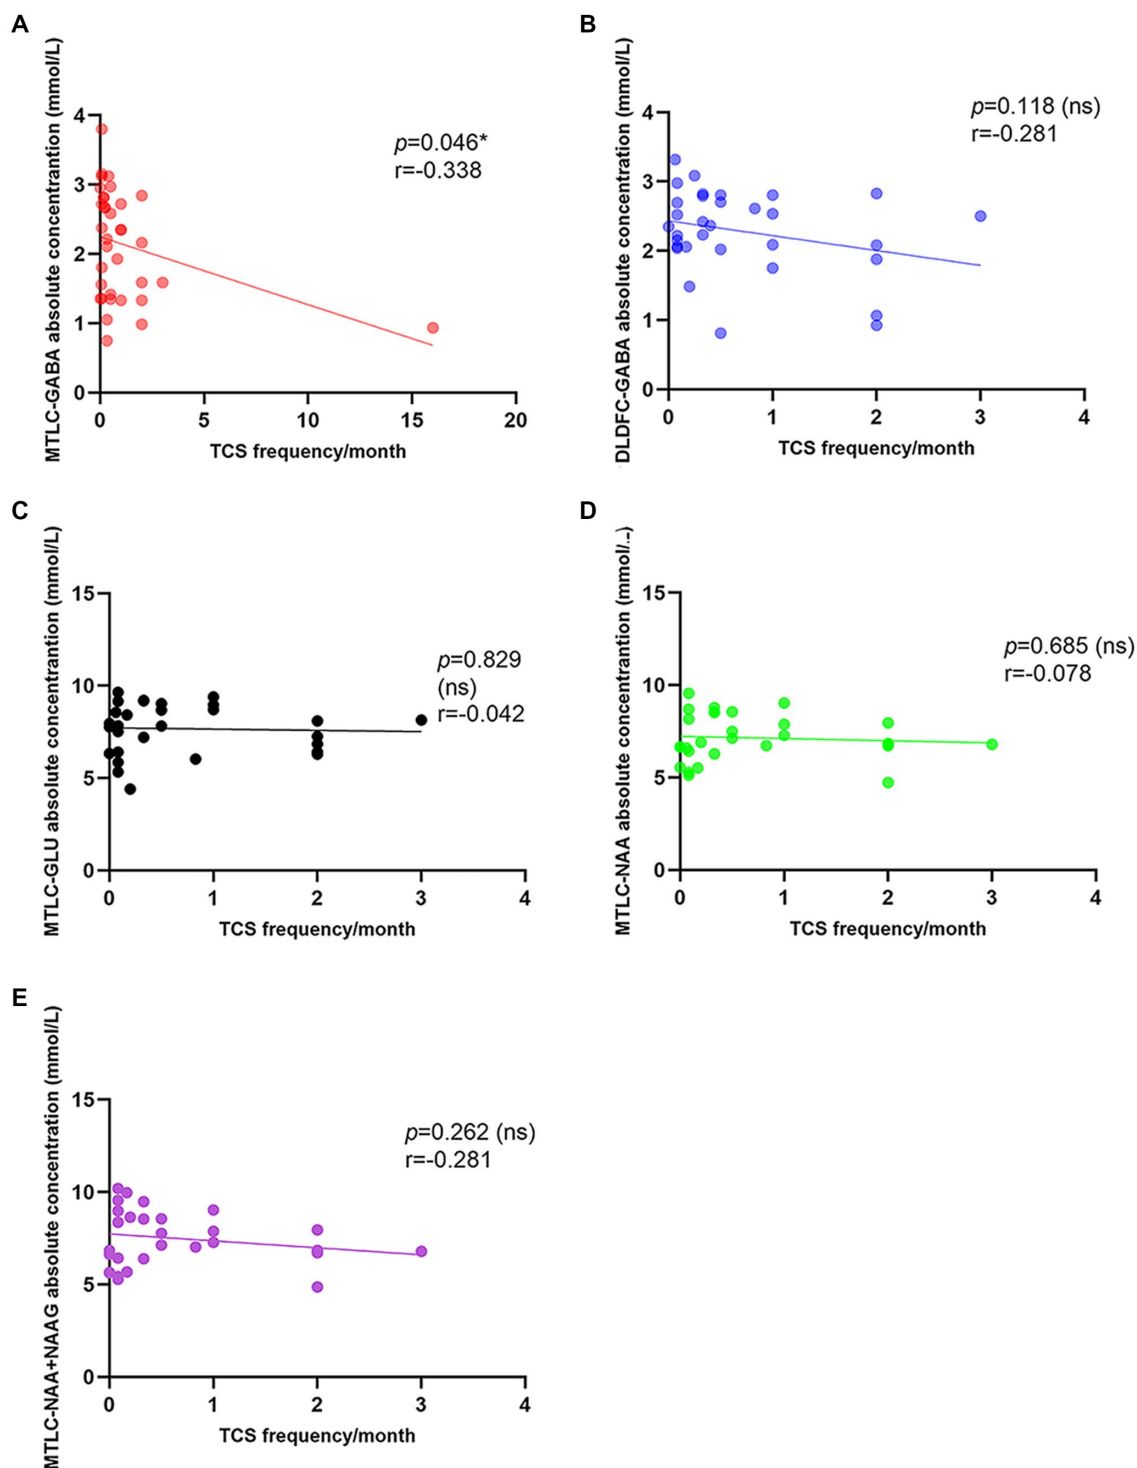 A
MTLC-GABA absolute concentrantion (mmol/L)
4
3
2
1
0
0 5 10 15 20
TCS frequency/month
p=0.046*
r=-0.338
B
DLDFC-GABA absolute concentrantion (mmol/L)
4
3
2
1
0
0 1 2 3 4
TCS frequency/month
p=0.118 (ns)
r=-0.281
C
MTLC-GLU absolute concentrantion (mmol/L)
15
10
5
0
0 1 2 3 4
TCS frequency/month
p=0.829
(ns)
r=-0.042
D
MTLC-NAA absolute concentrantion
15
10
5
0
0 1 2 3 4
TCS frequency/month
p=0.685 (ns)
r=-0.078
E
MTLC-NAA+NAAG absolute concentrantion (mmol/L)
15
10
5
0
0 1 2 3 4
TCS frequency/month
p=0.262 (ns)
r=-0.281